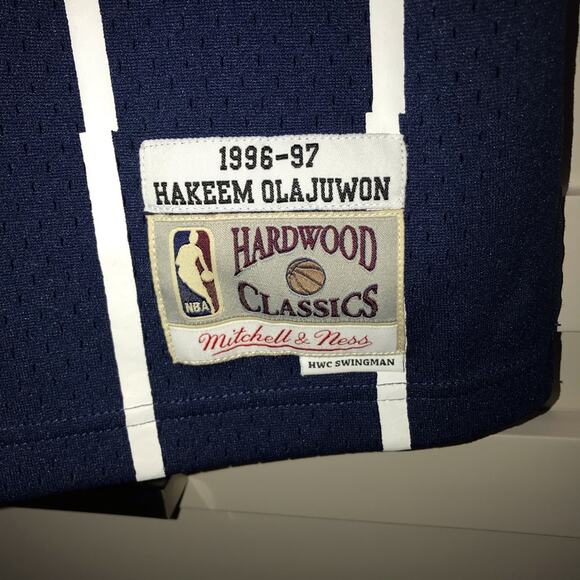 1996-97
HAKEEM OLAJUWON
HARDWOOD
CLASSICS
NBA
Mitchell & Ness
HWC SWINGMAN